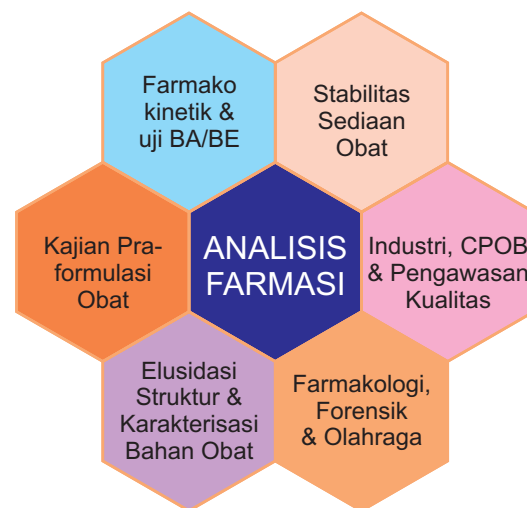 Farmako
kinetik &
uji BA/BE
Stabilitas
Sediaan
Obat
Kajian Pra-
formulasi
Obat
ANALISIS
FARMASI
Industri, CPOB
& Pengawasan
Kualitas
Elusidasi
Struktur &
Karakterisasi
Bahan Obat
Farmakologi,
Forensik
& Olahraga